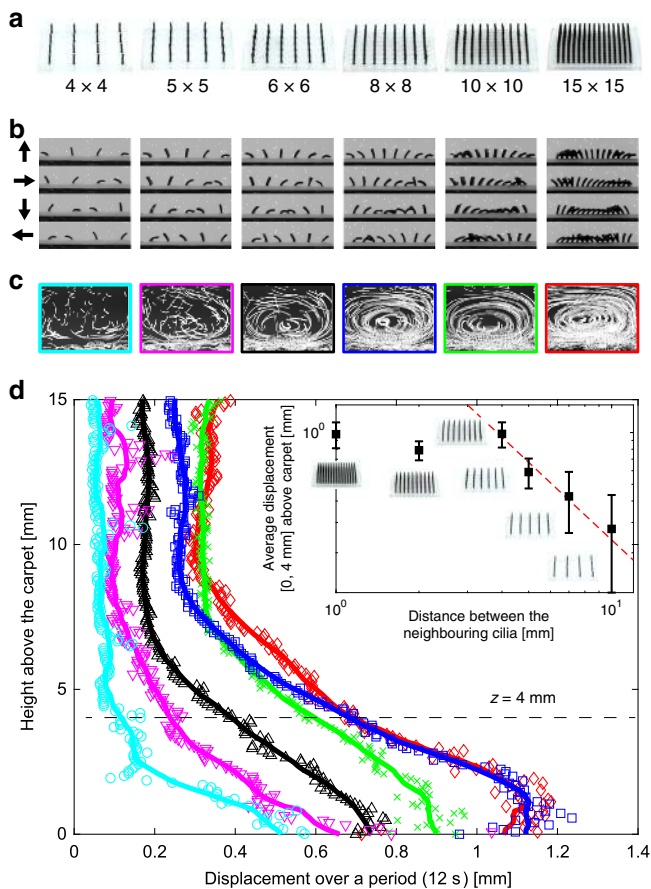 a
4 × 4 5 × 5 6 × 6 8 × 8 10 × 10 15 × 15
b
c
d
15
10
5
0
Height above the carpet [mm]
0 0.2 0.4 0.6 0.8 1.0 1.2 1.4
Displacement over a period (12 s) [mm]
z = 4 mm
Average displacement
[0, 4 mm] above carpet [mm]
10⁰
10⁰ 10¹
Distance between the
neighbouring cilia [mm]